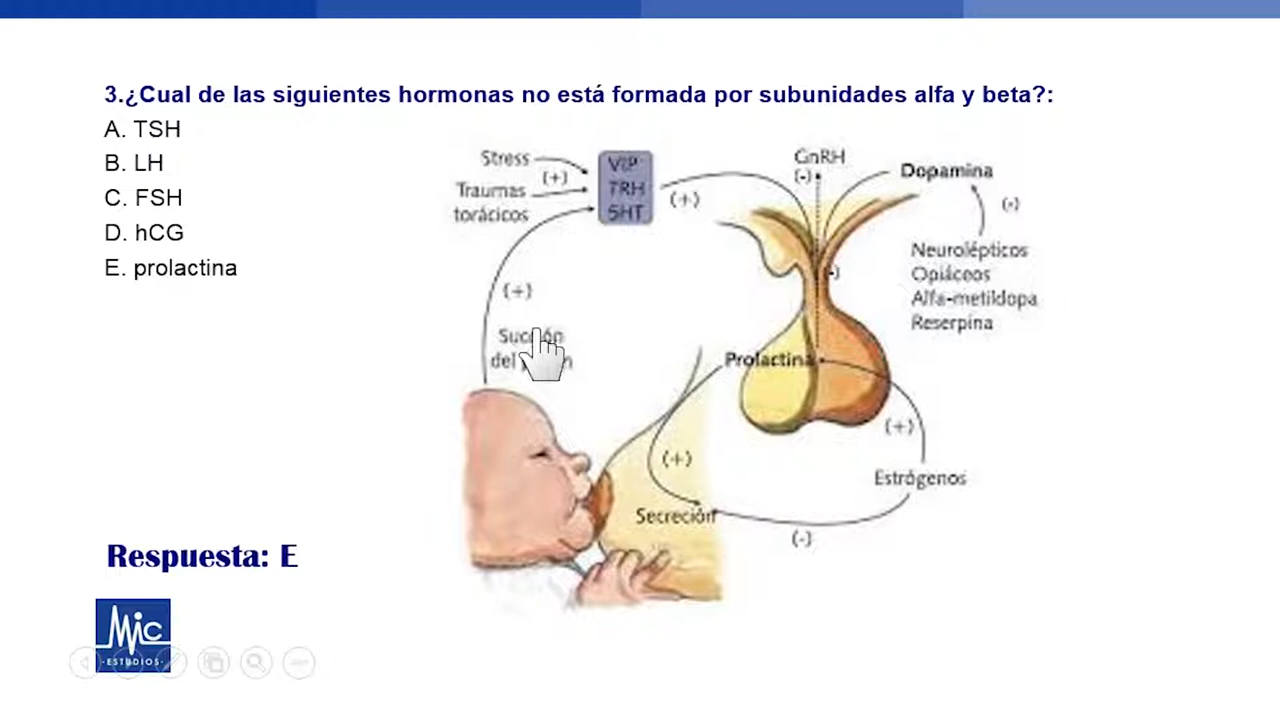 3.¿Cual de las siguientes hormonas no está formada por subunidades alfa y beta?:
A. TSH
B. LH
C. FSH
D. hCG
E. prolactina
Stress
(+)
Traumas
torácicos
VIP
TRH
5HT
(+)
GnRH
(-)
Dopamina
(-)
Neurolépticos
Opiáceos
Alfa-metildopa
Reserpina
(+)
del
Prolactina
(+)
(+)
Estrógenos
Secreción
(-)
Respuesta: E
Mic
·ESTUDIOS·